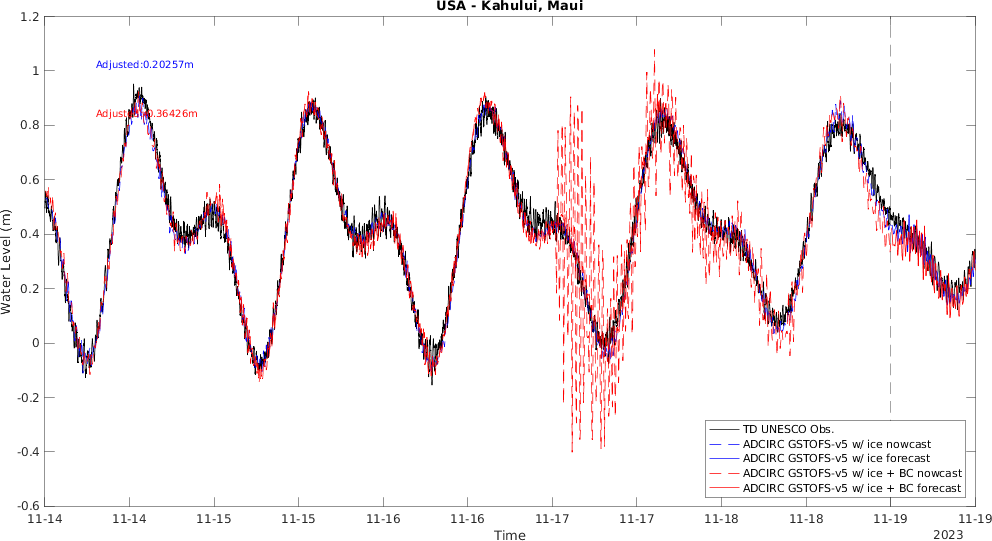 USA - Kahului, Maui
1.2
1
0.8
0.6
0.4
0.2
0
-0.2
-0.4
-0.6
Water Level (m)
Adjusted:0.20257m
0.36426m
TD UNESCO Obs.
ADCIRC GSTOFS-v5 w/ ice nowcast
ADCIRC GSTOFS-v5 w/ ice forecast
ADCIRC GSTOFS-v5 w/ ice + BC nowcast
ADCIRC GSTOFS-v5 w/ ice + BC forecast
11-14 11-14 11-15 11-15 11-16 11-16 11-17 11-17 11-18 11-18 11-19 11-19
Time
2023